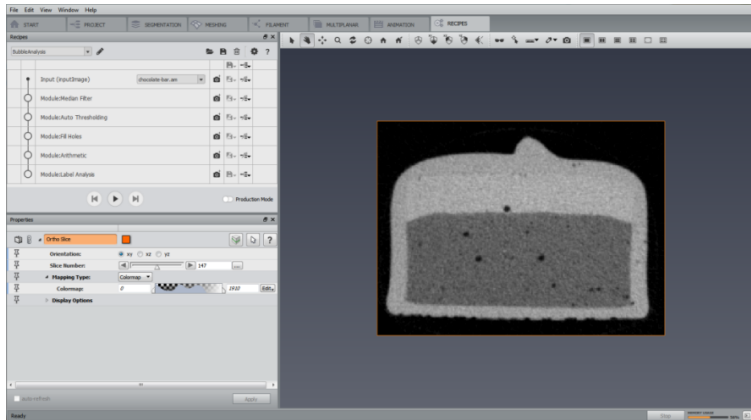 File Edit View Window Help
START PROJECT SEGMENTATION MESHING FILAMENT MULTIPLANAR ANIMATION RECIPES
Recipes
BubbleAnalysis
Input (inputImage) chocolate-bar.am
Module:Median Filter
Module:Auto Thresholding
Module:Fill Holes
Module:Arithmetic
Module:Label Analysis
Production Mode
Properties
Ortho Slice
Orientation: xy xz yz
Slice Number: 147
Mapping Type: Colormap
Colormap: 0 Edit
Display Options
auto-refresh Apply
Ready Stop